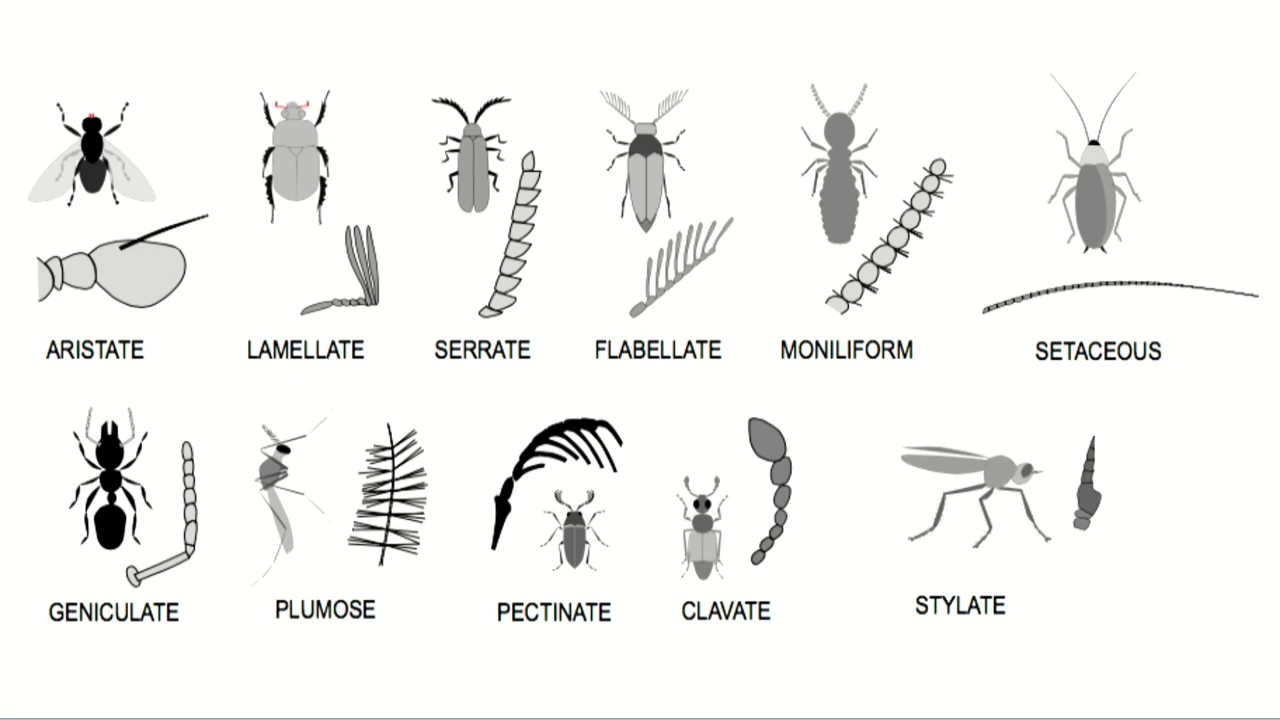 ARISTATE
LAMELLATE
SERRATE
FLABELLATE
MONILIFORM
SETACEOUS
GENICULATE
PLUMOSE
PECTINATE
CLAVATE
STYLATE